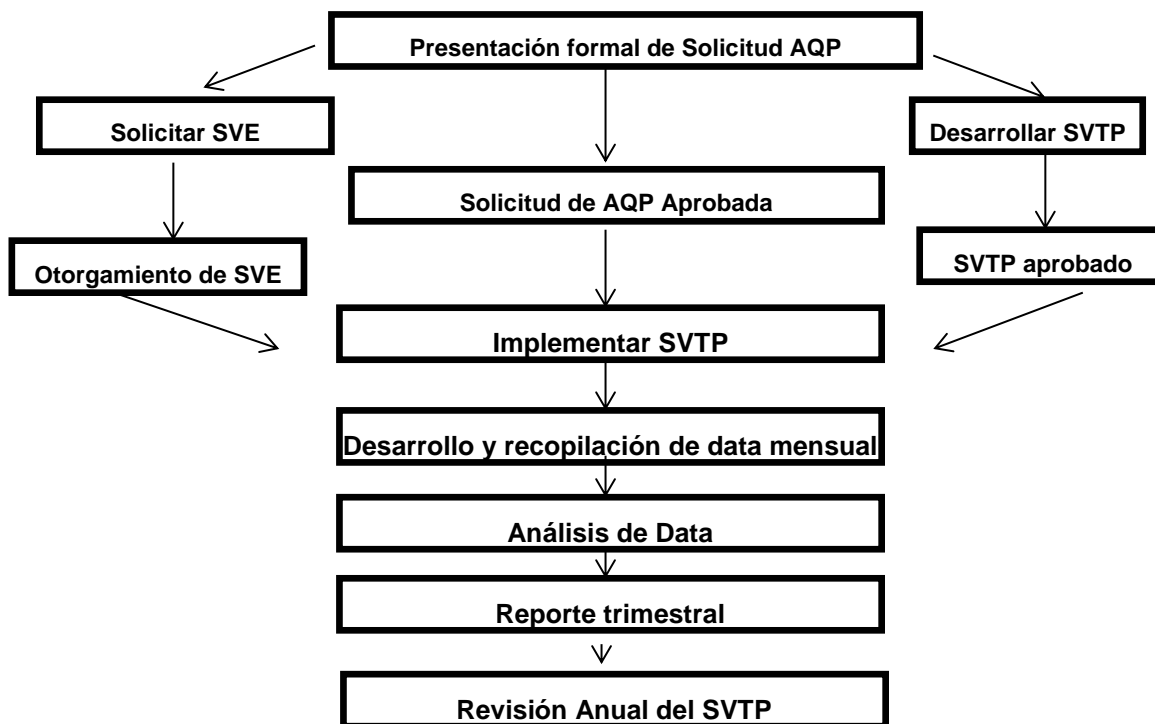 Presentación formal de Solicitud AQP
Solicitar SVE
Desarrollar SVTP
Solicitud de AQP Aprobada
Otorgamiento de SVE
SVTP aprobado
Implementar SVTP
Desarrollo y recopilación de data mensual
Análisis de Data
Reporte trimestral
Revisión Anual del SVTP